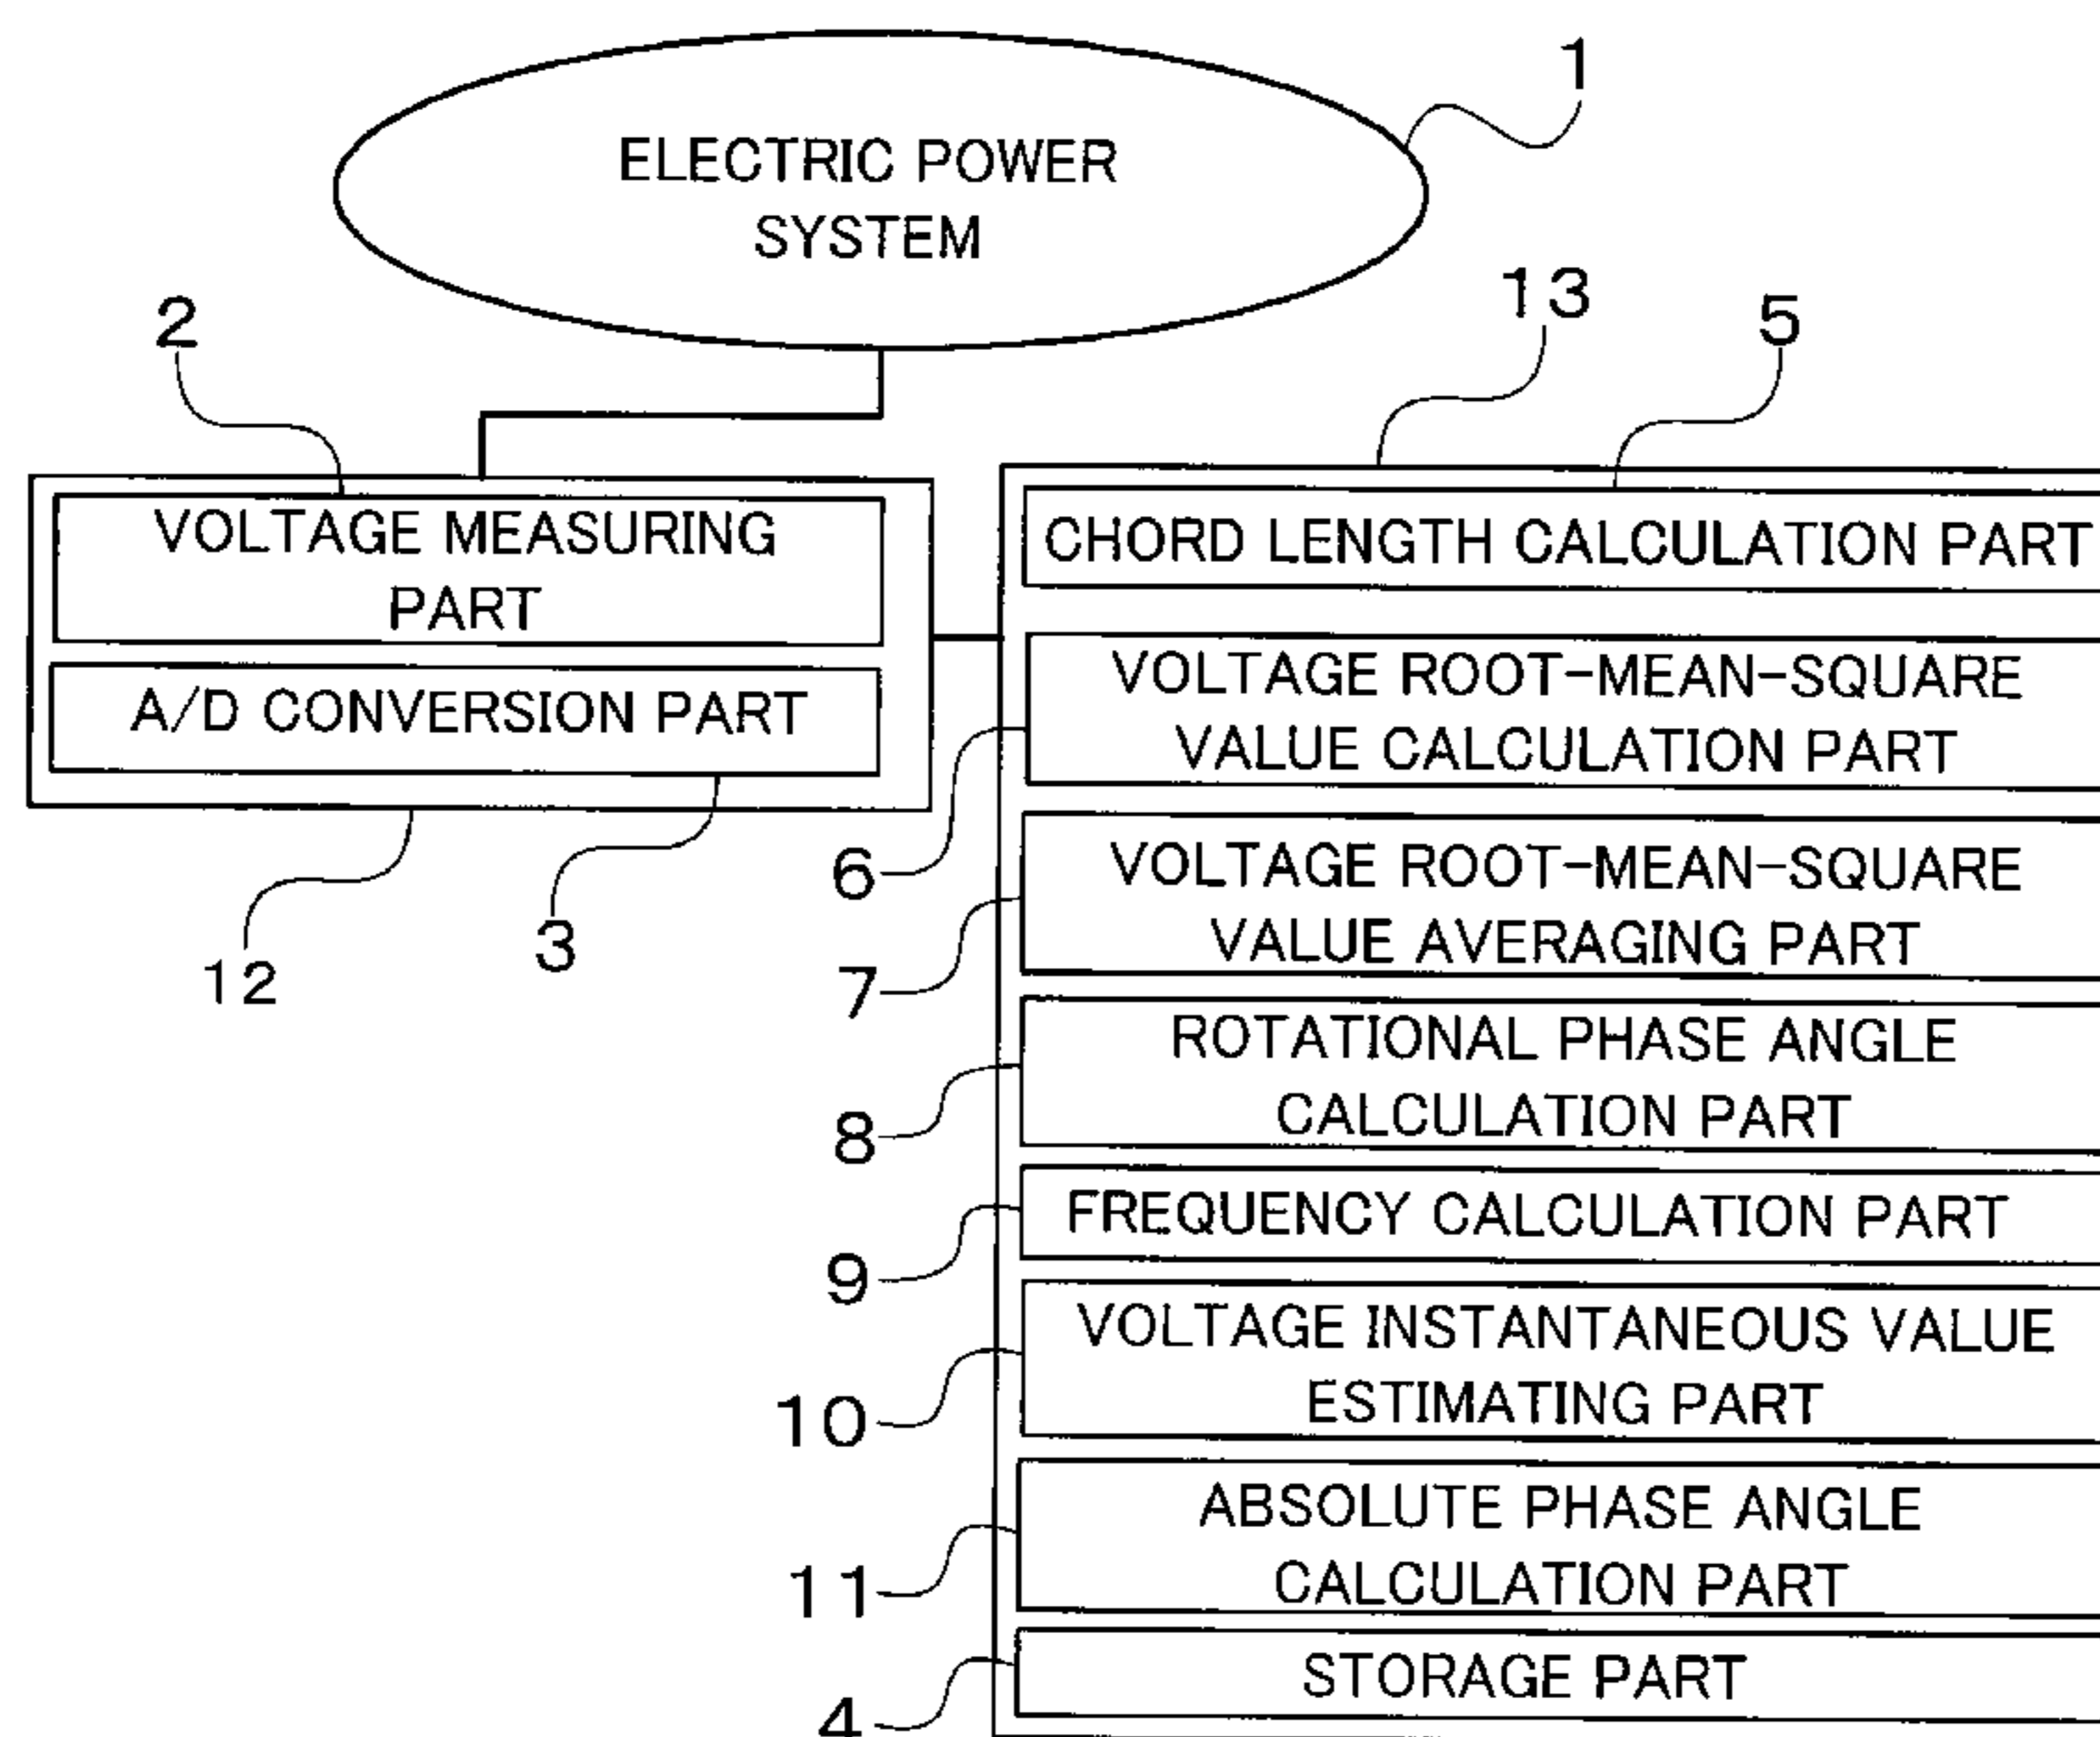 1
ELECTRIC POWER
SYSTEM
2
13
5
VOLTAGE MEASURING
PART
A/D CONVERSION PART
12
3
CHORD LENGTH CALCULATION PART
VOLTAGE ROOT-MEAN-SQUARE
VALUE CALCULATION PART
6
VOLTAGE ROOT-MEAN-SQUARE
VALUE AVERAGING PART
7
ROTATIONAL PHASE ANGLE
CALCULATION PART
8
FREQUENCY CALCULATION PART
9
VOLTAGE INSTANTANEOUS VALUE
ESTIMATING PART
10
ABSOLUTE PHASE ANGLE
CALCULATION PART
11
STORAGE PART
4